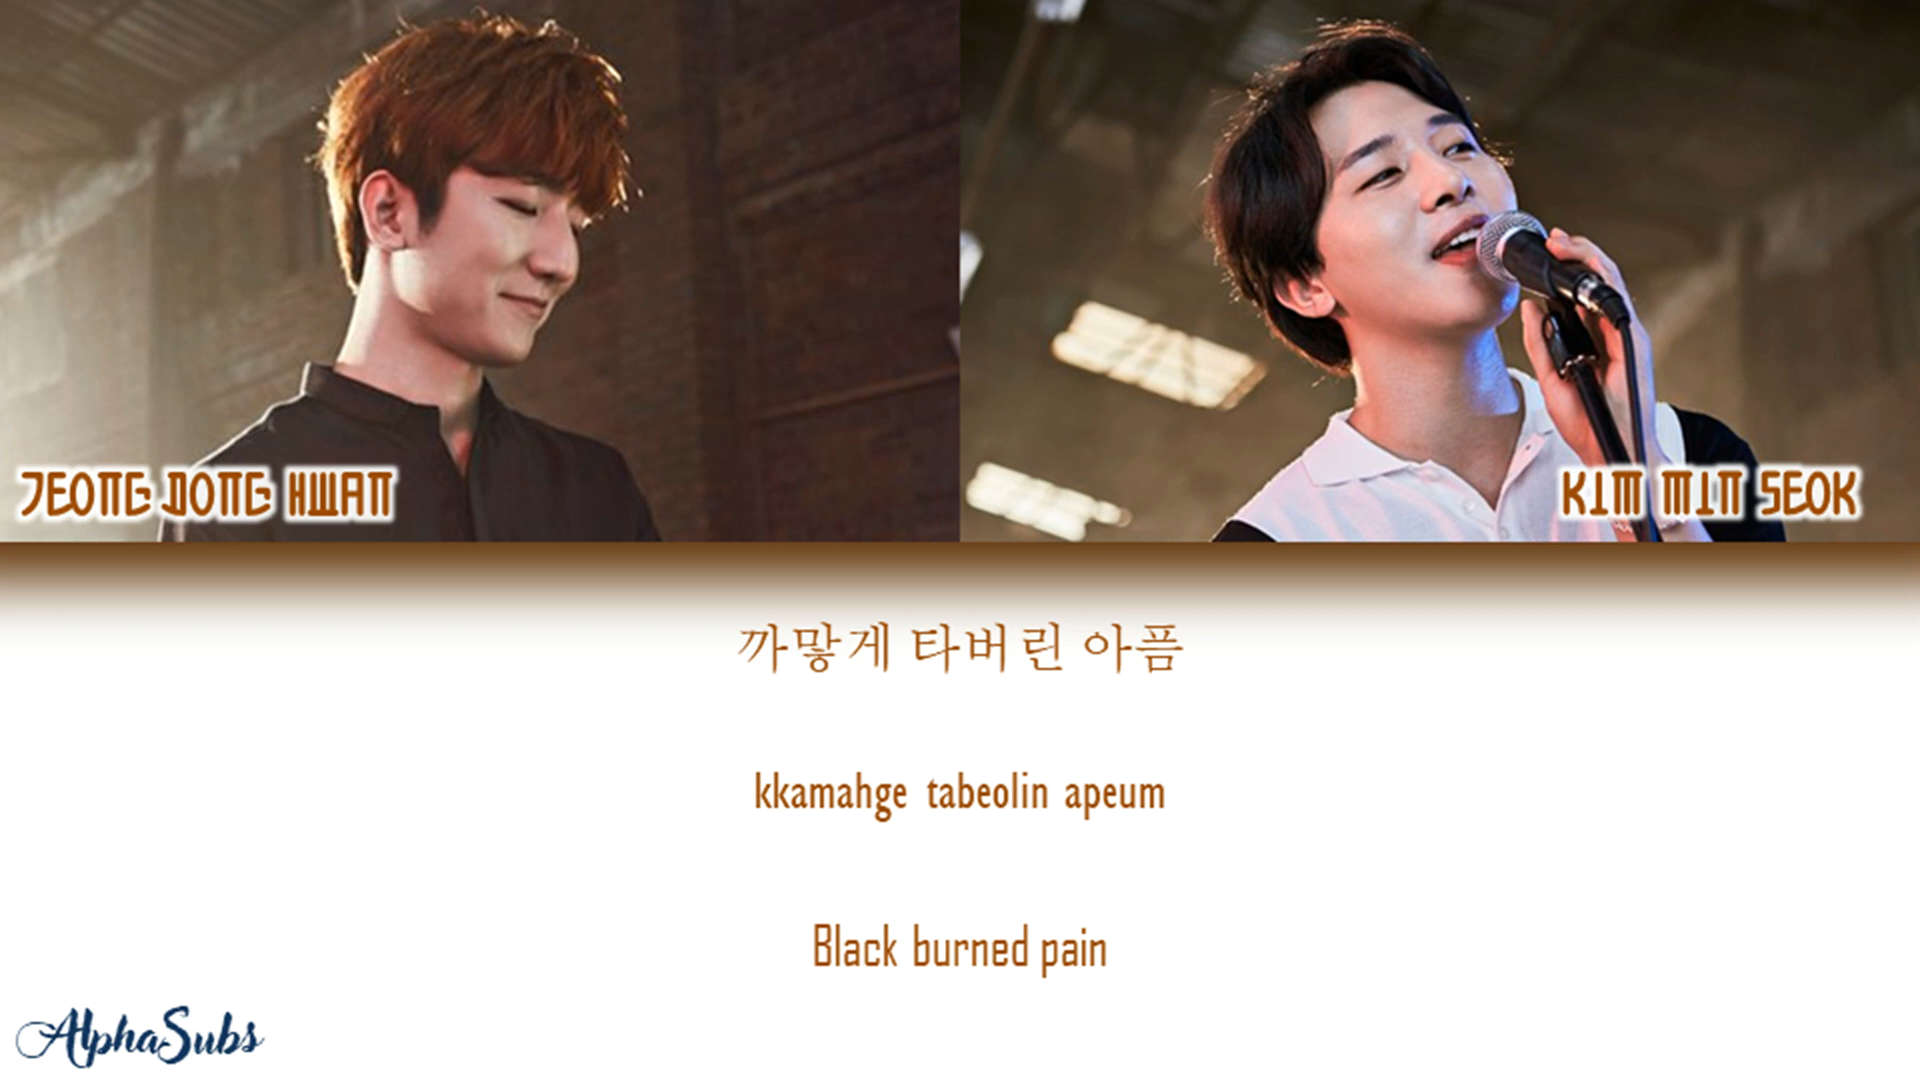 JEONG DONG HWAN
KIM MIN SEOK
까맣게 타버린 아픔
kkamahge tabeolin apeum
Black burned pain
AlphaSubs